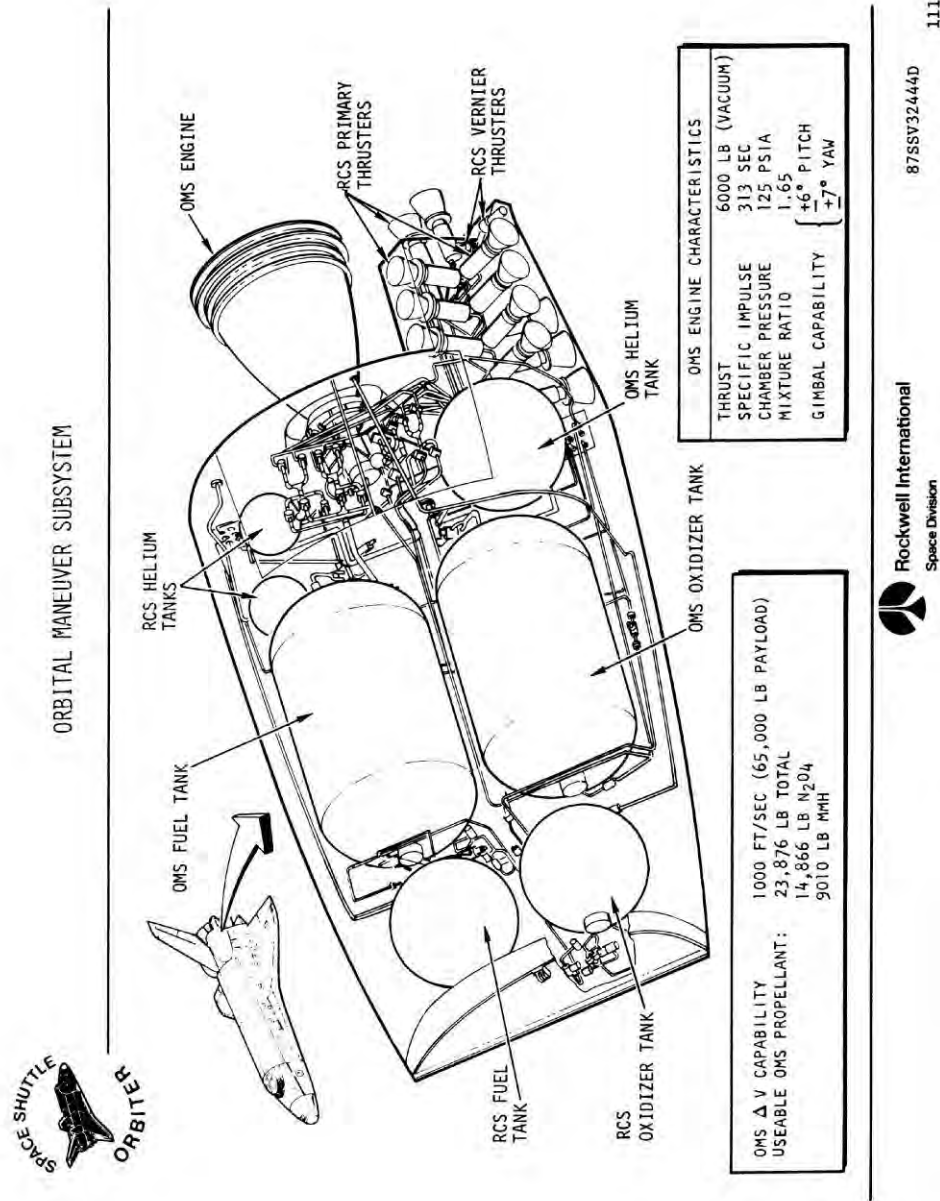 SPACE SHUTTLE
ORBITER
ORBITAL MANEUVER SUBSYSTEM
OMS ENGINE
RCS PRIMARY
THRUSTERS
RCS VERNIER
THRUSTERS
RCS HELIUM
TANKS
OMS FUEL TANK
OMS HELIUM
TANK
OMS OXIDIZER TANK
RCS FUEL
TANK
RCS
OXIDIZER TANK
OMS Δ V CAPABILITY 1000 FT/SEC (65,000 LB PAYLOAD)
USEABLE OMS PROPELLANT: 23,876 LB TOTAL
14,866 LB N₂O₄
9010 LB MMH
OMS ENGINE CHARACTERISTICS
THRUST 6000 LB (VACUUM)
SPECIFIC IMPULSE 313 SEC
CHAMBER PRESSURE 125 PSIA
MIXTURE RATIO 1.65
GIMBAL CAPABILITY { ±6° PITCH
±7° YAW
Rockwell International
Space Division
87SSV32444D
111